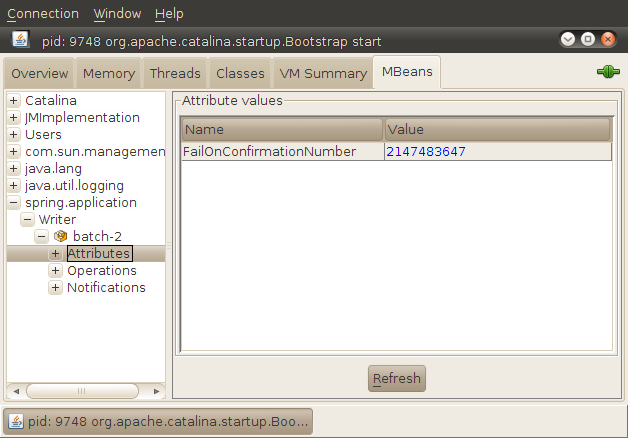 Connection Window Help
pid: 9748 org.apache.catalina.startup.Bootstrap start
Overview Memory Threads Classes VM Summary MBeans
Catalina
JMImplementation
Users
com.sun.managemen
java.lang
java.util.logging
spring.application
Writer
batch-2
Attributes
Operations
Notifications
Attribute values
Name Value
FailOnConfirmationNumber 2147483647
Refresh
pid: 9748 org.apache.catalina.startup.Boo...